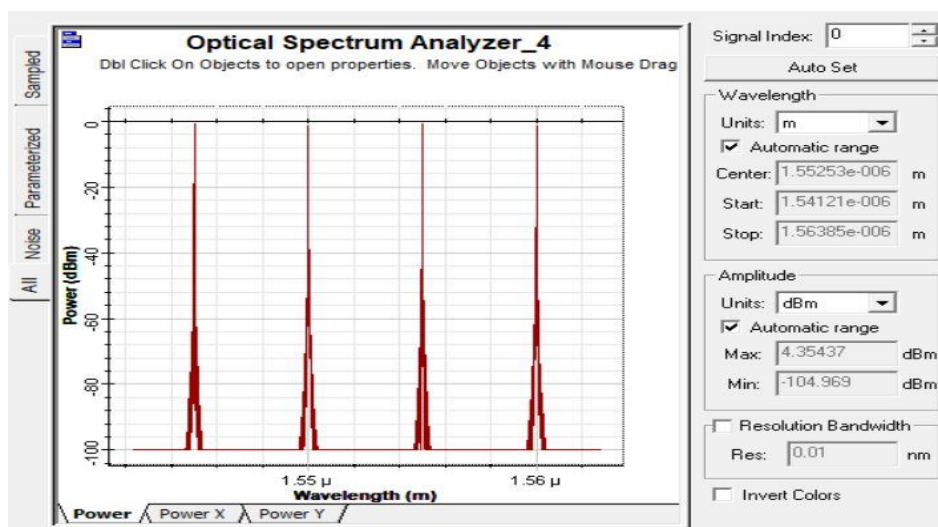 Optical Spectrum Analyzer_4
Dbl Click On Objects to open properties. Move Objects with Mouse Drag
Sampled
Parameterized
Noise
All
Power (dBm)
0
-20
-40
-60
-80
-100
1.55 µ
1.56 µ
Wavelength (m)
Power
Power X
Power Y
Signal Index: 0
Auto Set
Wavelength
Units: m
Automatic range
Center: 1.55253e-006 m
Start: 1.54121e-006 m
Stop: 1.56385e-006 m
Amplitude
Units: dBm
Automatic range
Max: 4.35437 dBm
Min: -104.969 dBm
Resolution Bandwidth
Res: 0.01 nm
Invert Colors